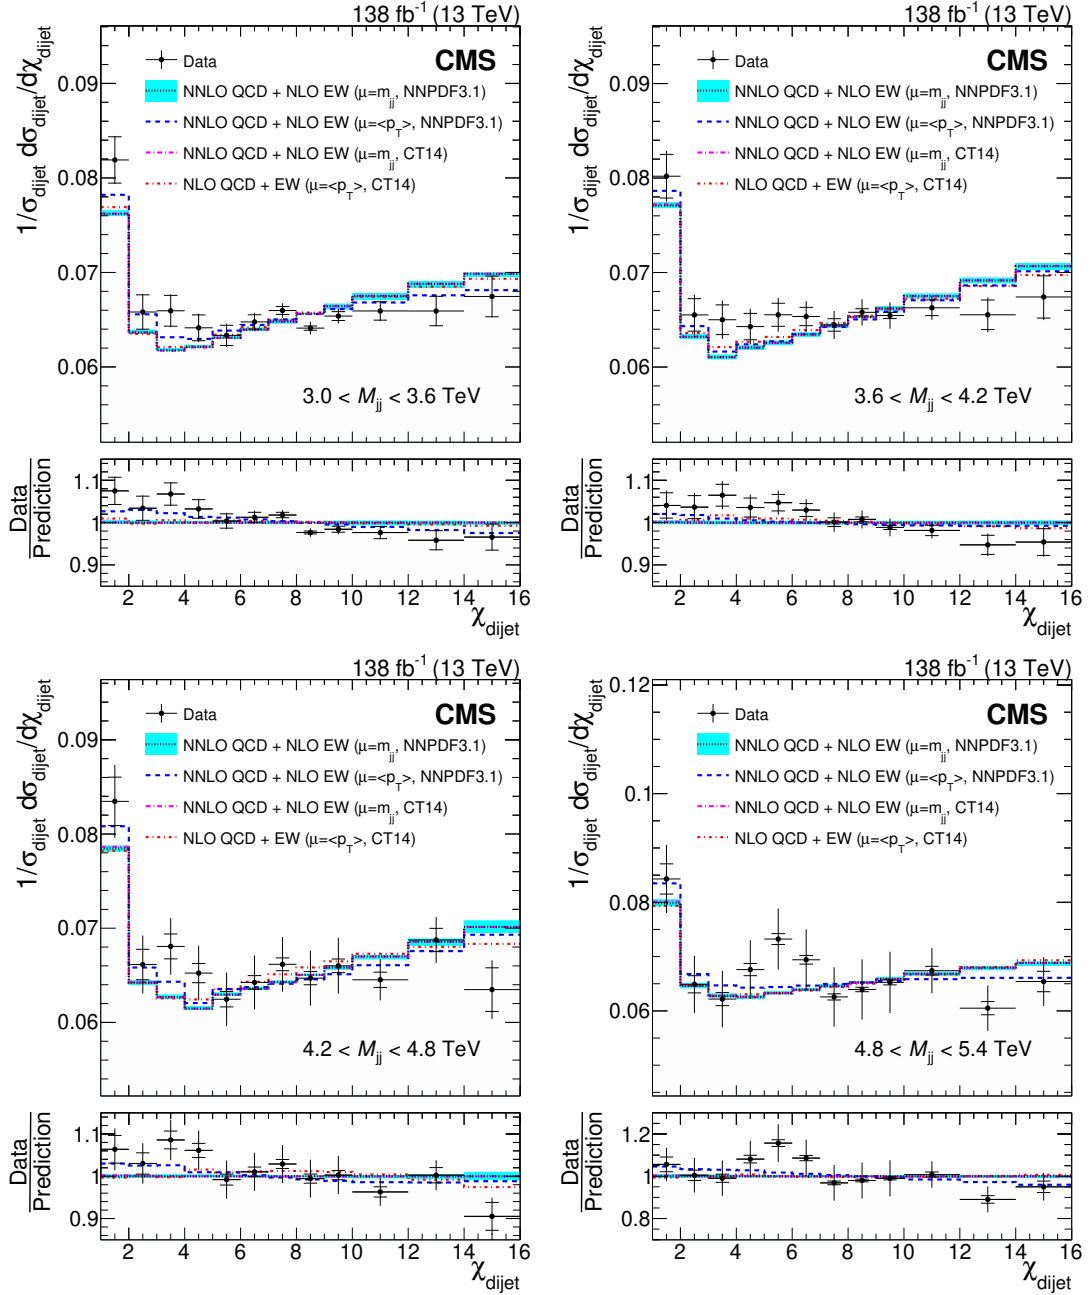 138 fb⁻¹ (13 TeV)
CMS
1/σ_dijet dσ_dijet/dχ_dijet
0.09
0.08
0.07
0.06
Data
NNLO QCD + NLO EW (μ=m_jj, NNPDF3.1)
NNLO QCD + NLO EW (μ=<p_T>, NNPDF3.1)
NNLO QCD + NLO EW (μ=m_jj, CT14)
NLO QCD + EW (μ=<p_T>, CT14)
3.0 < M_jj < 3.6 TeV
Data
Prediction
1.1
1
0.9
2 4 6 8 10 12 14 16
χ_dijet
138 fb⁻¹ (13 TeV)
CMS
1/σ_dijet dσ_dijet/dχ_dijet
0.09
0.08
0.07
0.06
Data
NNLO QCD + NLO EW (μ=m_jj, NNPDF3.1)
NNLO QCD + NLO EW (μ=<p_T>, NNPDF3.1)
NNLO QCD + NLO EW (μ=m_jj, CT14)
NLO QCD + EW (μ=<p_T>, CT14)
3.6 < M_jj < 4.2 TeV
Data
Prediction
1.1
1
0.9
2 4 6 8 10 12 14 16
χ_dijet
138 fb⁻¹ (13 TeV)
CMS
1/σ_dijet dσ_dijet/dχ_dijet
0.09
0.08
0.07
0.06
Data
NNLO QCD + NLO EW (μ=m_jj, NNPDF3.1)
NNLO QCD + NLO EW (μ=<p_T>, NNPDF3.1)
NNLO QCD + NLO EW (μ=m_jj, CT14)
NLO QCD + EW (μ=<p_T>, CT14)
4.2 < M_jj < 4.8 TeV
Data
Prediction
1.1
1
0.9
2 4 6 8 10 12 14 16
χ_dijet
138 fb⁻¹ (13 TeV)
CMS
1/σ_dijet dσ_dijet/dχ_dijet
0.12
0.1
0.08
0.06
Data
NNLO QCD + NLO EW (μ=m_jj, NNPDF3.1)
NNLO QCD + NLO EW (μ=<p_T>, NNPDF3.1)
NNLO QCD + NLO EW (μ=m_jj, CT14)
NLO QCD + EW (μ=<p_T>, CT14)
4.8 < M_jj < 5.4 TeV
Data
Prediction
1.2
1
0.8
2 4 6 8 10 12 14 16
χ_dijet